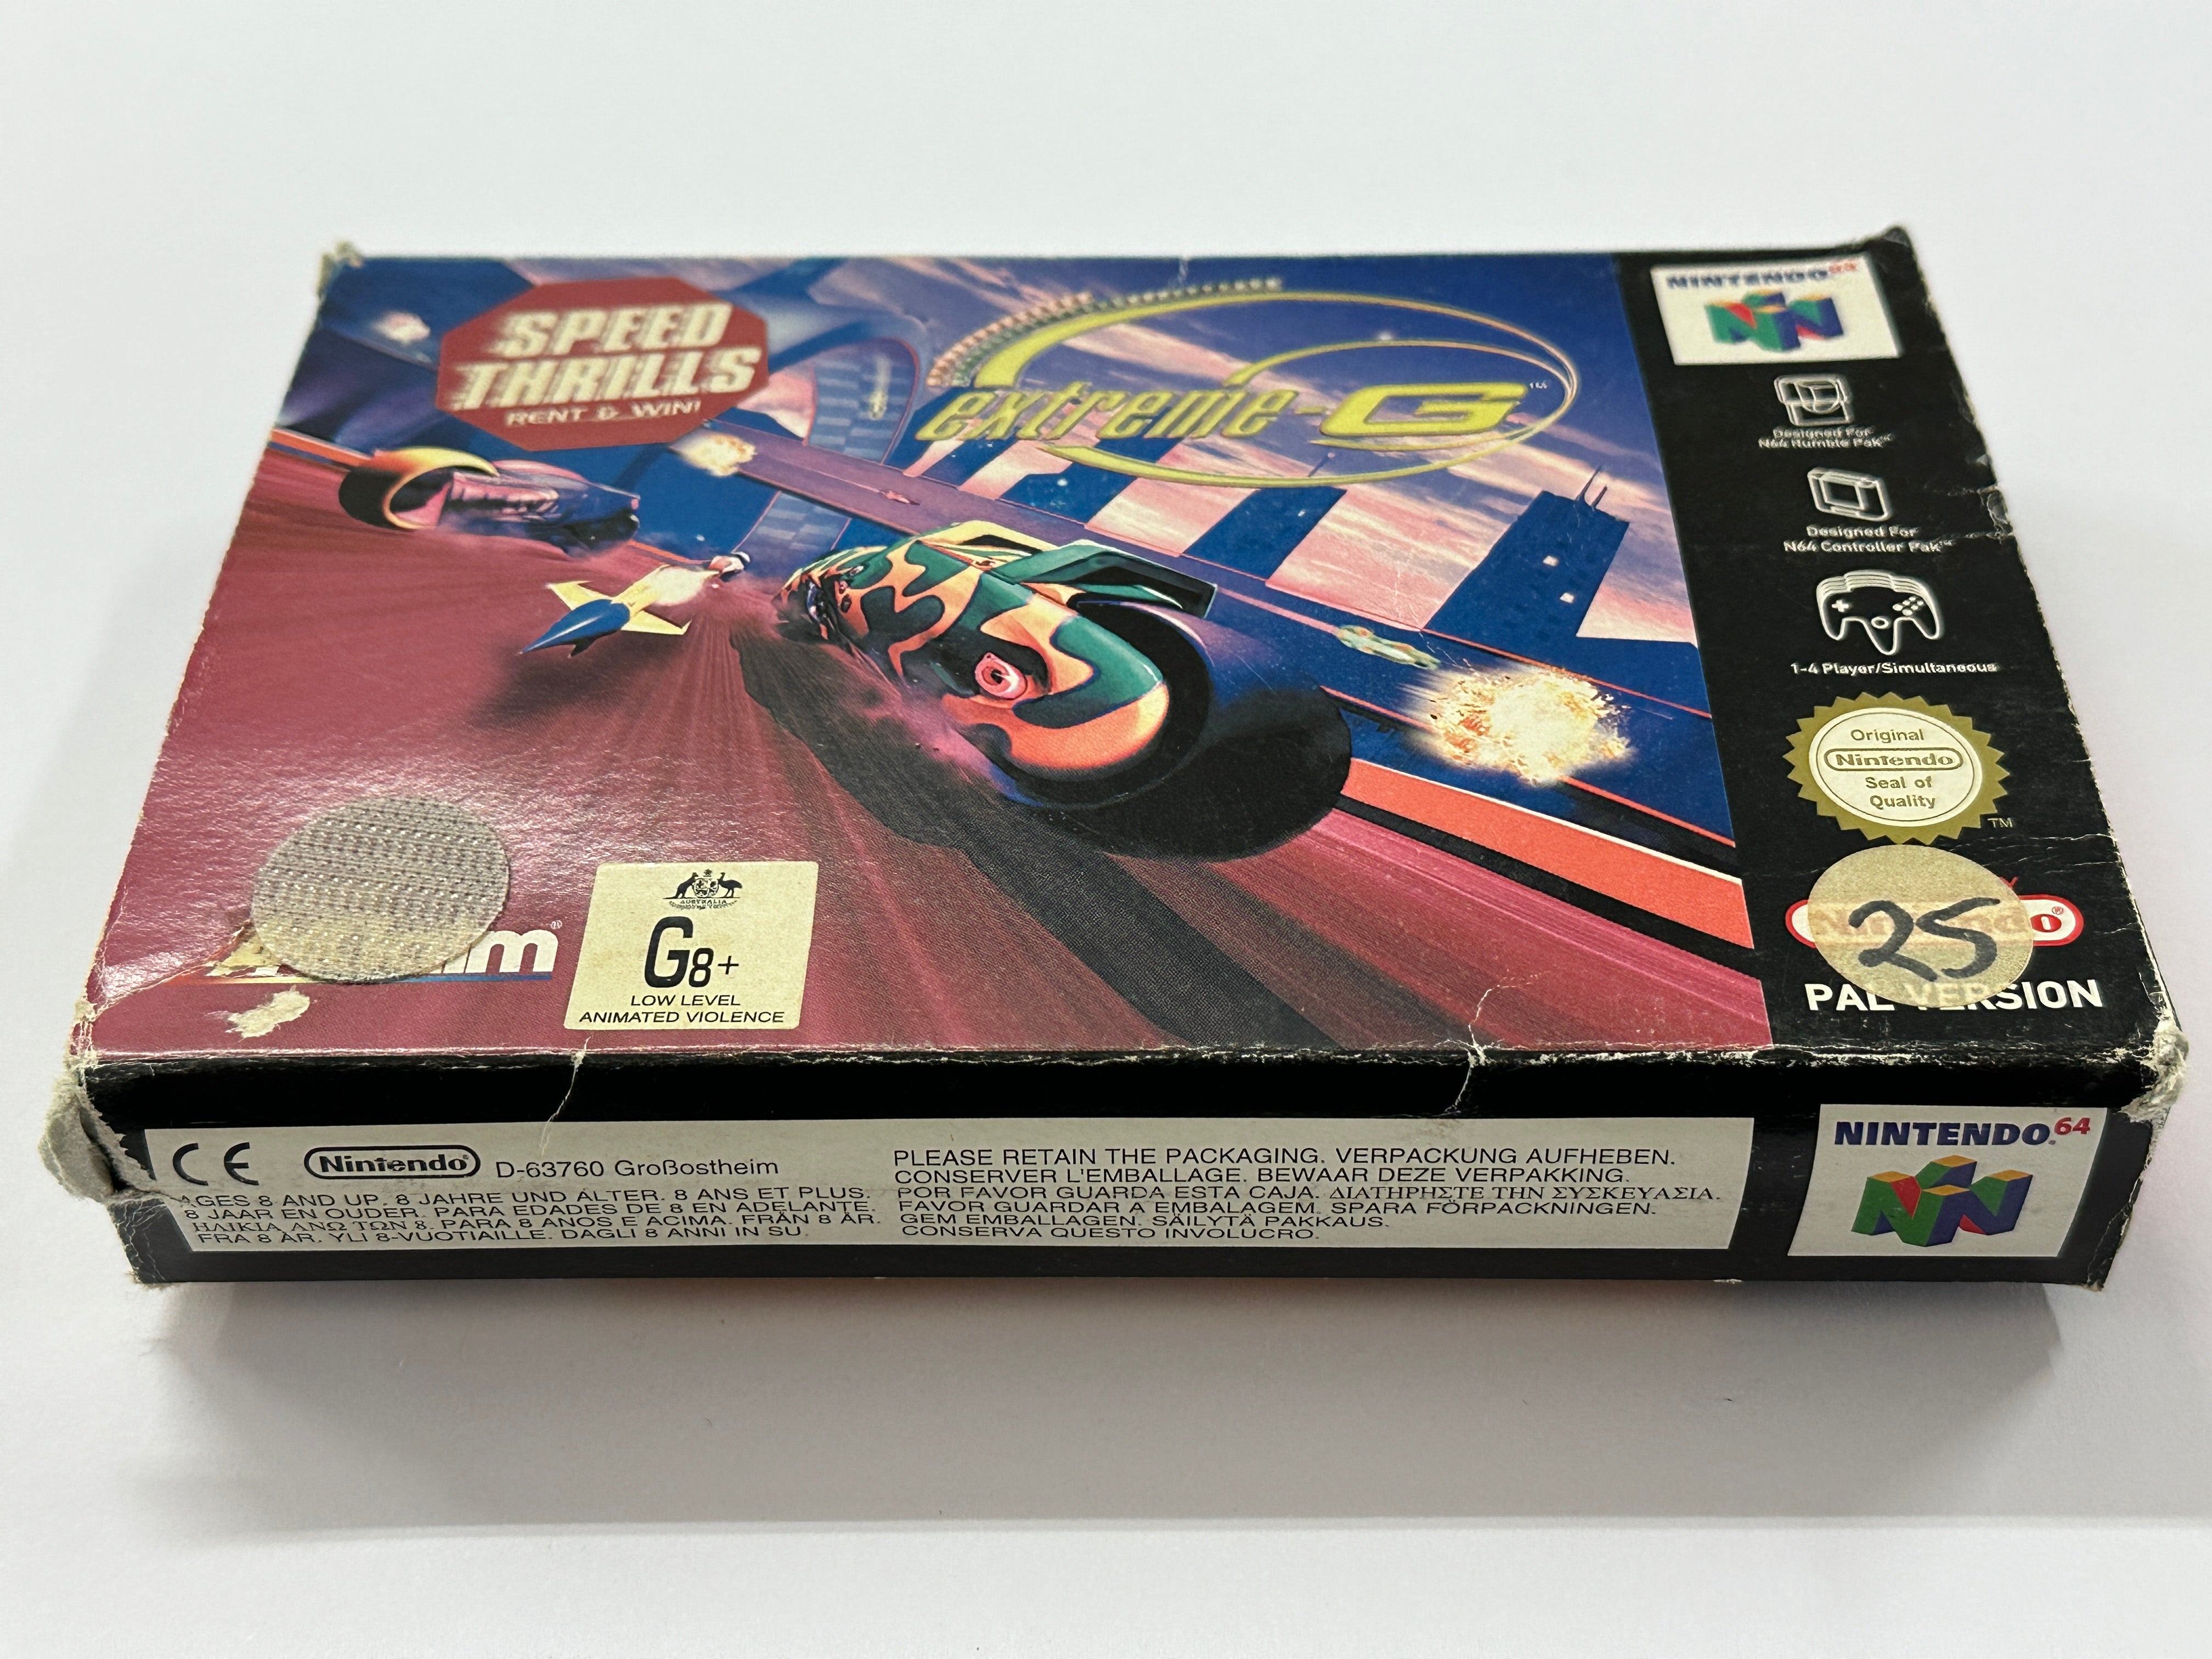 SPEED
THRILLS
RENT & WIN!
extreme-G™
NINTENDO64
Designed For
N64 Rumble Pak™
Designed For
N64 Controller Pak™
1-4 Player/Simultaneous
Original
Nintendo
Seal of
Quality
™
25
®
PAL VERSION
m®
AUSTRALIA
G8+
LOW LEVEL
ANIMATED VIOLENCE
CE Nintendo® D-63760 Großostheim
AGES 8 AND UP. 8 JAHRE UND ÄLTER. 8 ANS ET PLUS.
8 JAAR EN OUDER. PARA EDADES DE 8 EN ADELANTE.
ΗΛΙΚΙΑ ΑΝΩ ΤΩΝ 8. PARA 8 ANOS E ACIMA. FRÅN 8 ÅR.
FRA 8 ÅR. YLI 8-VUOTIAILLE. DAGLI 8 ANNI IN SU.
PLEASE RETAIN THE PACKAGING. VERPACKUNG AUFHEBEN.
CONSERVER L'EMBALLAGE. BEWAAR DEZE VERPAKKING.
POR FAVOR GUARDA ESTA CAJA. ΔΙΑΤΗΡΗΣΤΕ ΤΗΝ ΣΥΣΚΕΥΑΣΙΑ.
FAVOR GUARDAR A EMBALAGEM. SPARA FÖRPACKNINGEN.
GEM EMBALLAGEN. SÄILYTÄ PAKKAUS.
CONSERVA QUESTO INVOLUCRO.
NINTENDO64